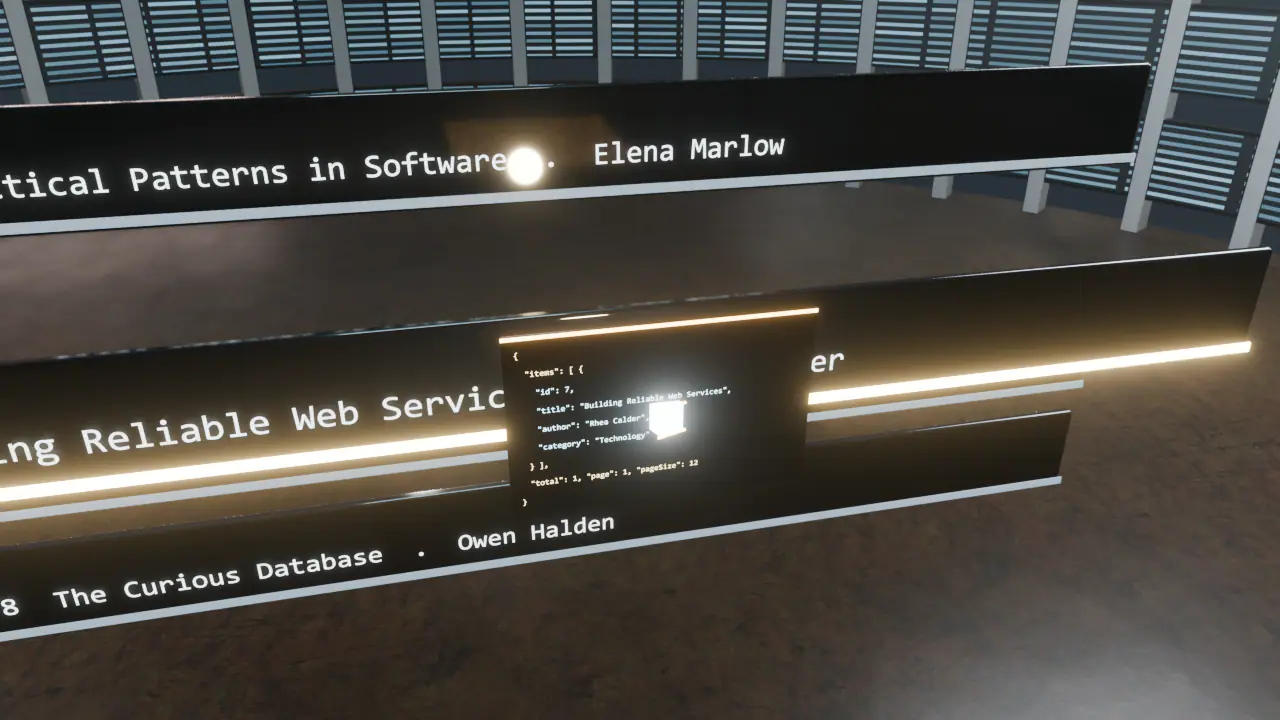 tical Patterns in Software · Elena Marlow
ing Reliable Web Servic er
{
"items": [ {
"id": 7,
"title": "Building Reliable Web Services",
"author": "Rhea Calder",
"category": "Technology"
} ],
"total": 1, "page": 1, "pageSize": 12
}
8 The Curious Database · Owen Halden